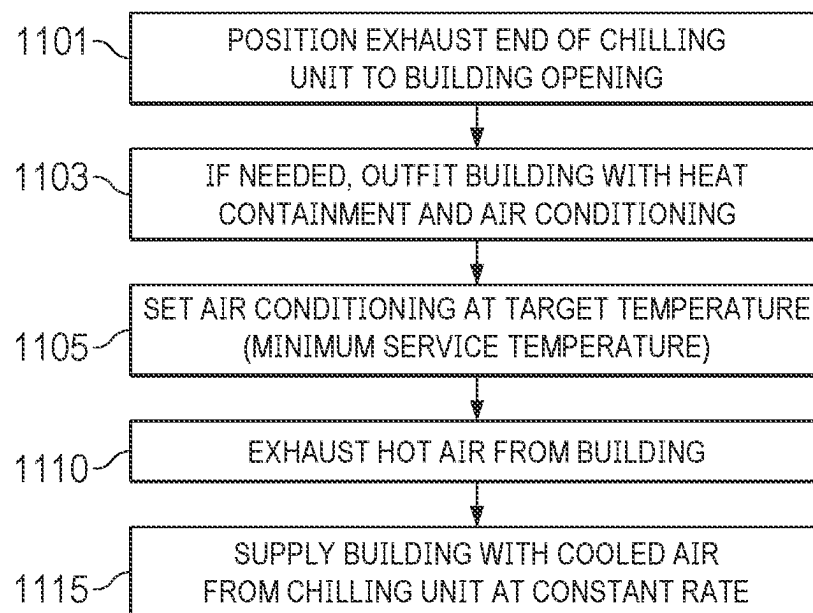 1101
POSITION EXHAUST END OF CHILLING
UNIT TO BUILDING OPENING
1103
IF NEEDED, OUTFIT BUILDING WITH HEAT
CONTAINMENT AND AIR CONDITIONING
1105
SET AIR CONDITIONING AT TARGET TEMPERATURE
(MINIMUM SERVICE TEMPERATURE)
1110
EXHAUST HOT AIR FROM BUILDING
1115
SUPPLY BUILDING WITH COOLED AIR
FROM CHILLING UNIT AT CONSTANT RATE